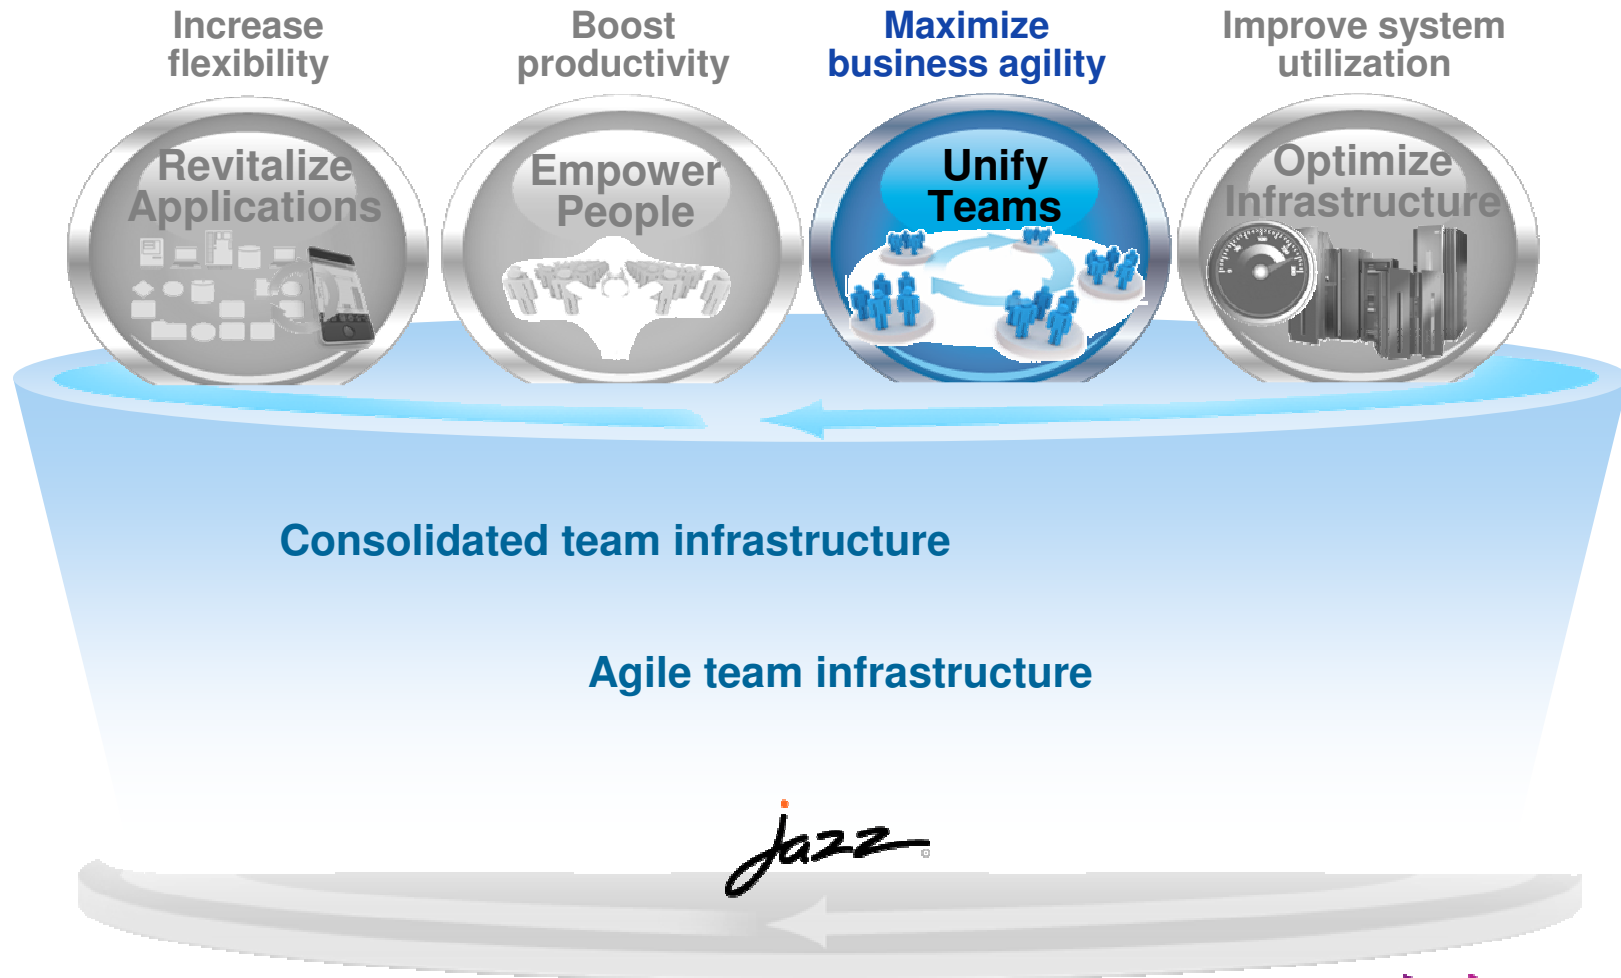 Increase
flexibility
Boost
productivity
Maximize
business agility
Improve system
utilization
Revitalize
Applications
Empower
People
Unify
Teams
Optimize
Infrastructure
Consolidated team infrastructure
Agile team infrastructure
jazz